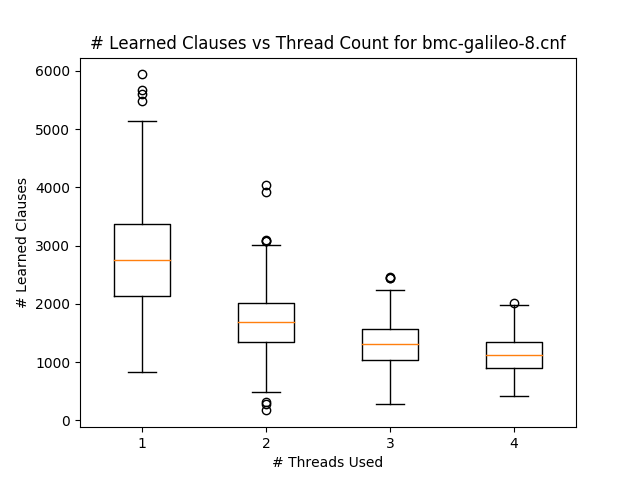 # Learned Clauses vs Thread Count for bmc-galileo-8.cnf
# Learned Clauses
6000
5000
4000
3000
2000
1000
0
1 2 3 4
# Threads Used